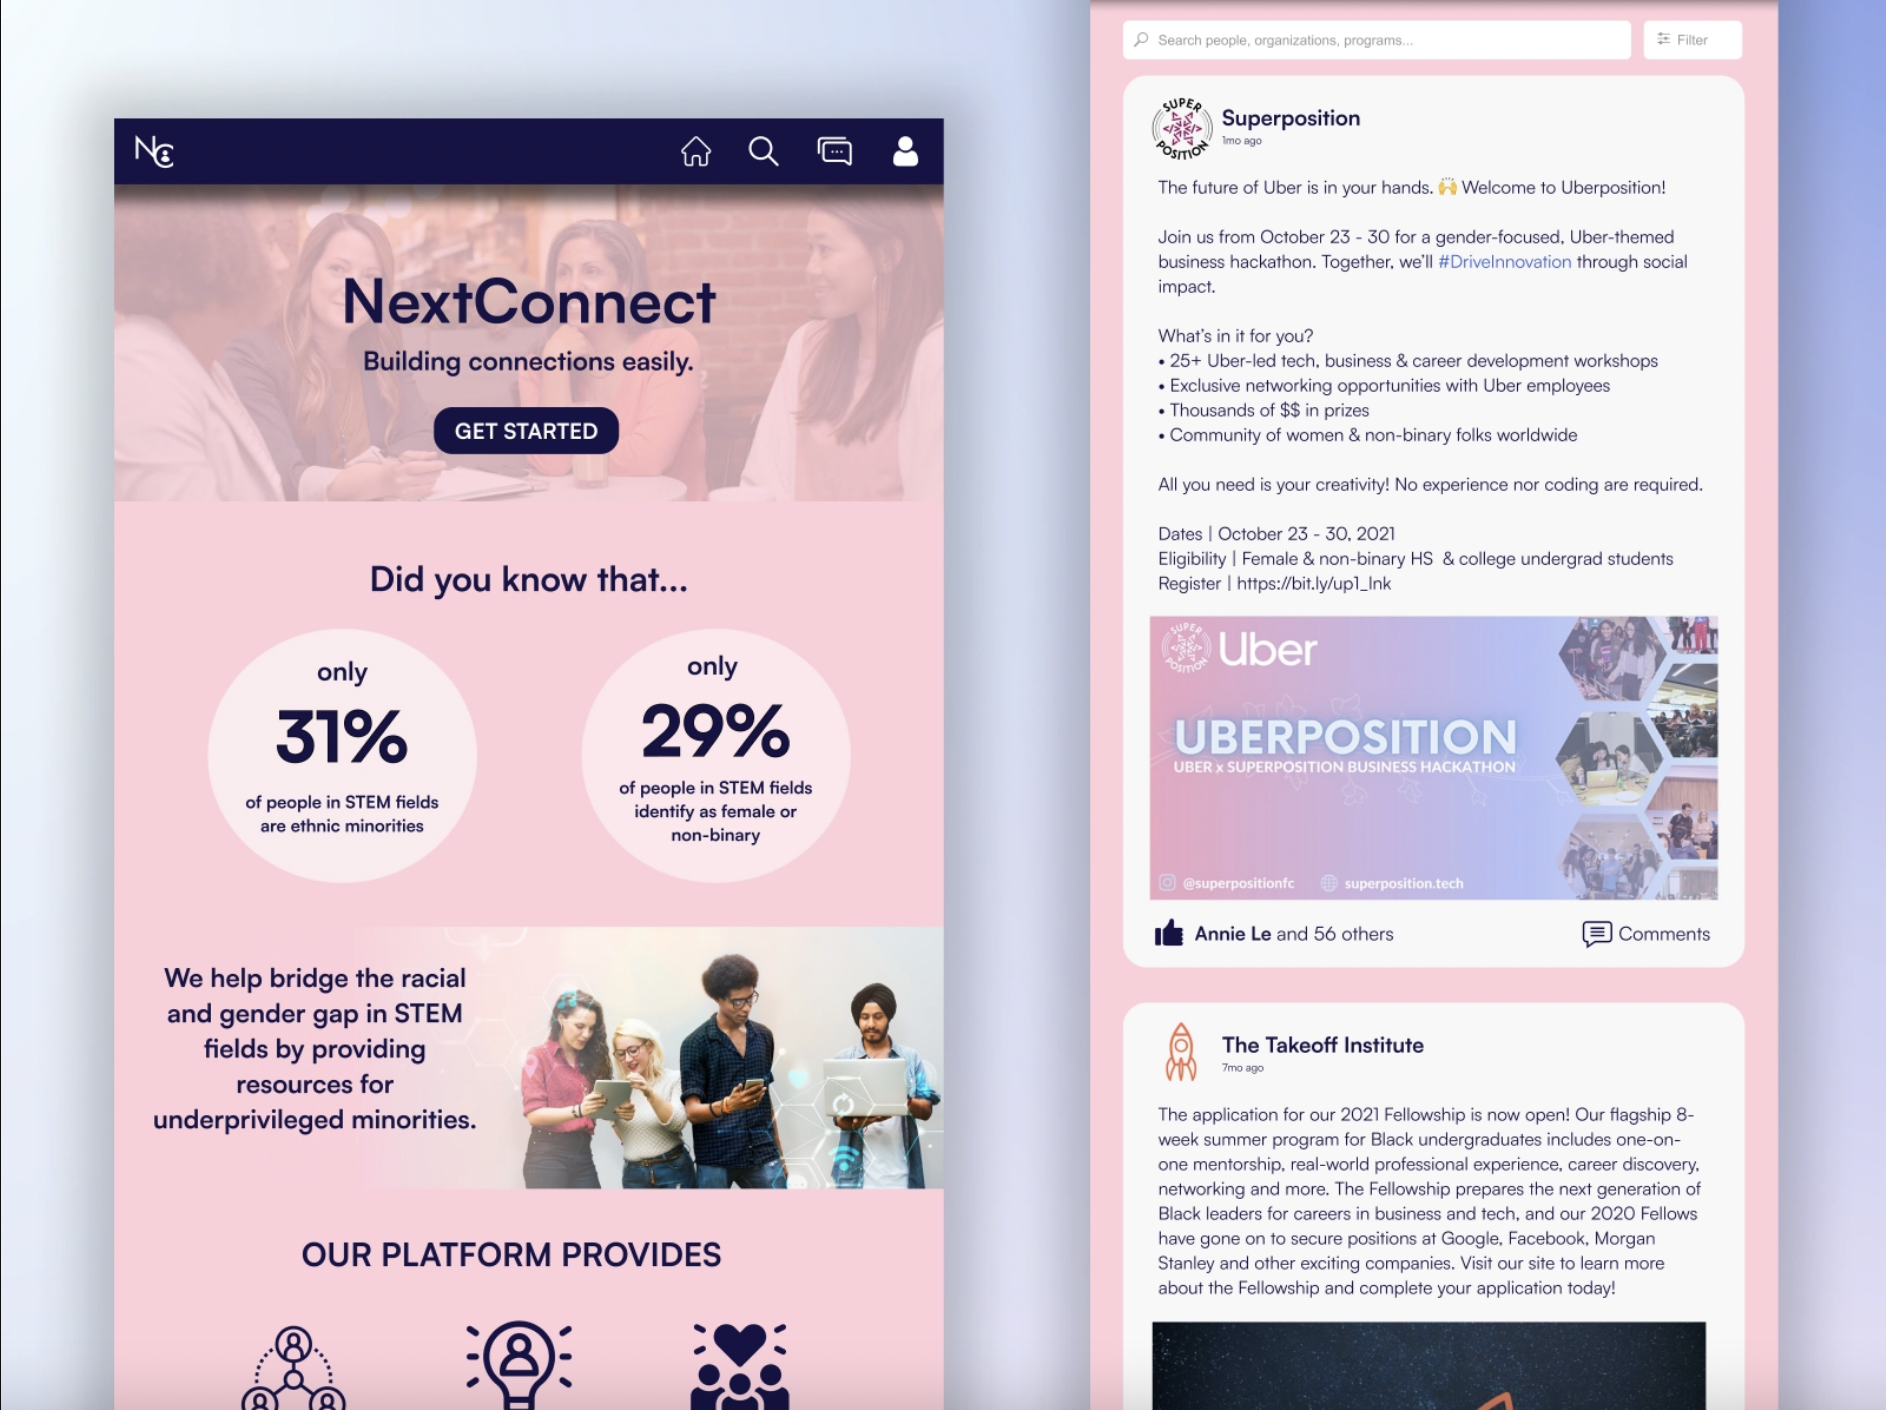 NC
NextConnect
Building connections easily.
GET STARTED
Did you know that...
only
31%
of people in STEM fields
are ethnic minorities
only
29%
of people in STEM fields
identify as female or
non-binary
We help bridge the racial
and gender gap in STEM
fields by providing
resources for
underprivileged minorities.
OUR PLATFORM PROVIDES
Search people, organizations, programs...
Filter
SUPER
POSITION
Superposition
1mo ago
The future of Uber is in your hands. 🙌 Welcome to Uberposition!
Join us from October 23 - 30 for a gender-focused, Uber-themed
business hackathon. Together, we'll #DriveInnovation through social
impact.
What's in it for you?
• 25+ Uber-led tech, business & career development workshops
• Exclusive networking opportunities with Uber employees
• Thousands of $$ in prizes
• Community of women & non-binary folks worldwide
All you need is your creativity! No experience nor coding are required.
Dates | October 23 - 30, 2021
Eligibility | Female & non-binary HS  & college undergrad students
Register | https://bit.ly/up1_lnk
SUPER
POSITION
Uber
UBERPOSITION
UBER x SUPERPOSITION BUSINESS HACKATHON
@superpositionfc
superposition.tech
Annie Le and 56 others
Comments
The Takeoff Institute
7mo ago
The application for our 2021 Fellowship is now open! Our flagship 8-
week summer program for Black undergraduates includes one-on-
one mentorship, real-world professional experience, career discovery,
networking and more. The Fellowship prepares the next generation of
Black leaders for careers in business and tech, and our 2020 Fellows
have gone on to secure positions at Google, Facebook, Morgan
Stanley and other exciting companies. Visit our site to learn more
about the Fellowship and complete your application today!